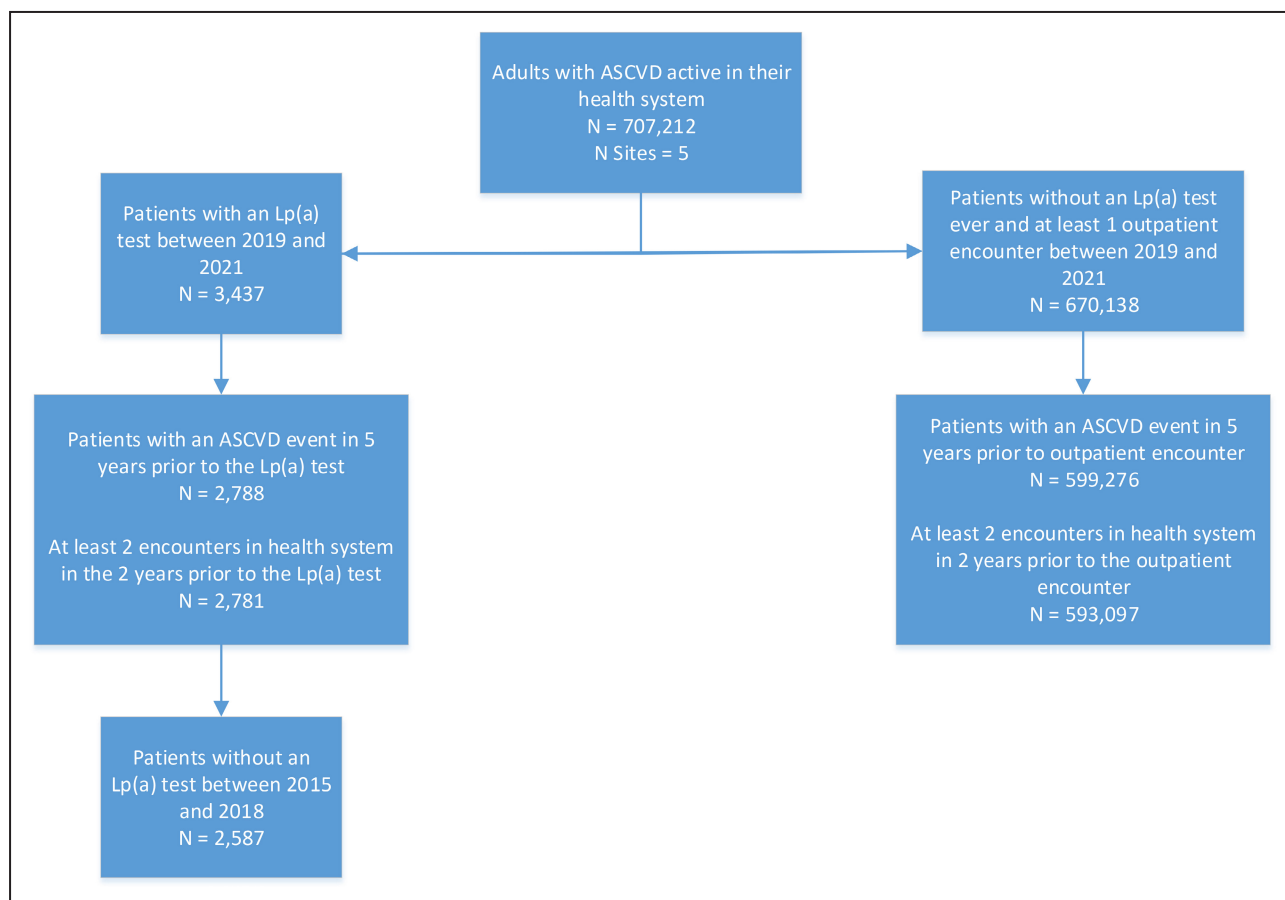 Adults with ASCVD active in their
health system
N = 707,212
N Sites = 5
Patients with an Lp(a)
test between 2019 and
2021
N = 3,437
Patients without an Lp(a) test
ever and at least 1 outpatient
encounter between 2019 and
2021
N = 670,138
Patients with an ASCVD event in 5
years prior to the Lp(a) test
N = 2,788
At least 2 encounters in health system
in the 2 years prior to the Lp(a) test
N = 2,781
Patients with an ASCVD event in 5
years prior to outpatient encounter
N = 599,276
At least 2 encounters in health system
in 2 years prior to the outpatient
encounter
N = 593,097
Patients without an
Lp(a) test between 2015
and 2018
N = 2,587